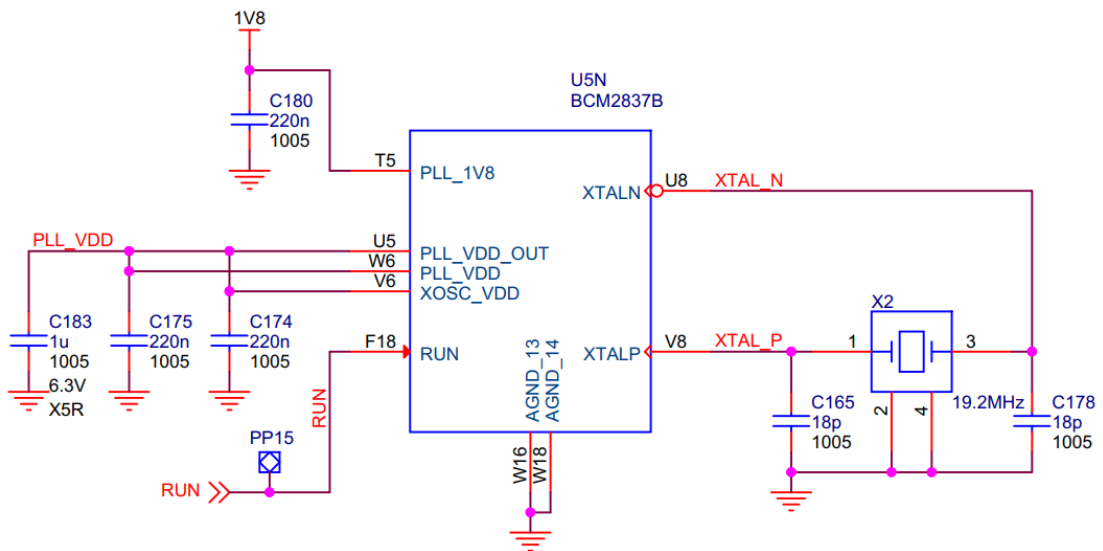 1V8
C180
220n
1005
U5N
BCM2837B
T5
PLL_1V8
XTALN
U8
XTAL_N
PLL_VDD
U5
PLL_VDD_OUT
W6
PLL_VDD
V6
XOSC_VDD
C183
1u
1005
6.3V
X5R
C175
220n
1005
C174
220n
1005
F18
RUN
AGND_13
AGND_14
XTALP
V8
XTAL_P
X2
1
3
2
4
19.2MHz
C165
18p
1005
C178
18p
1005
RUN
PP15
RUN
W16
W18